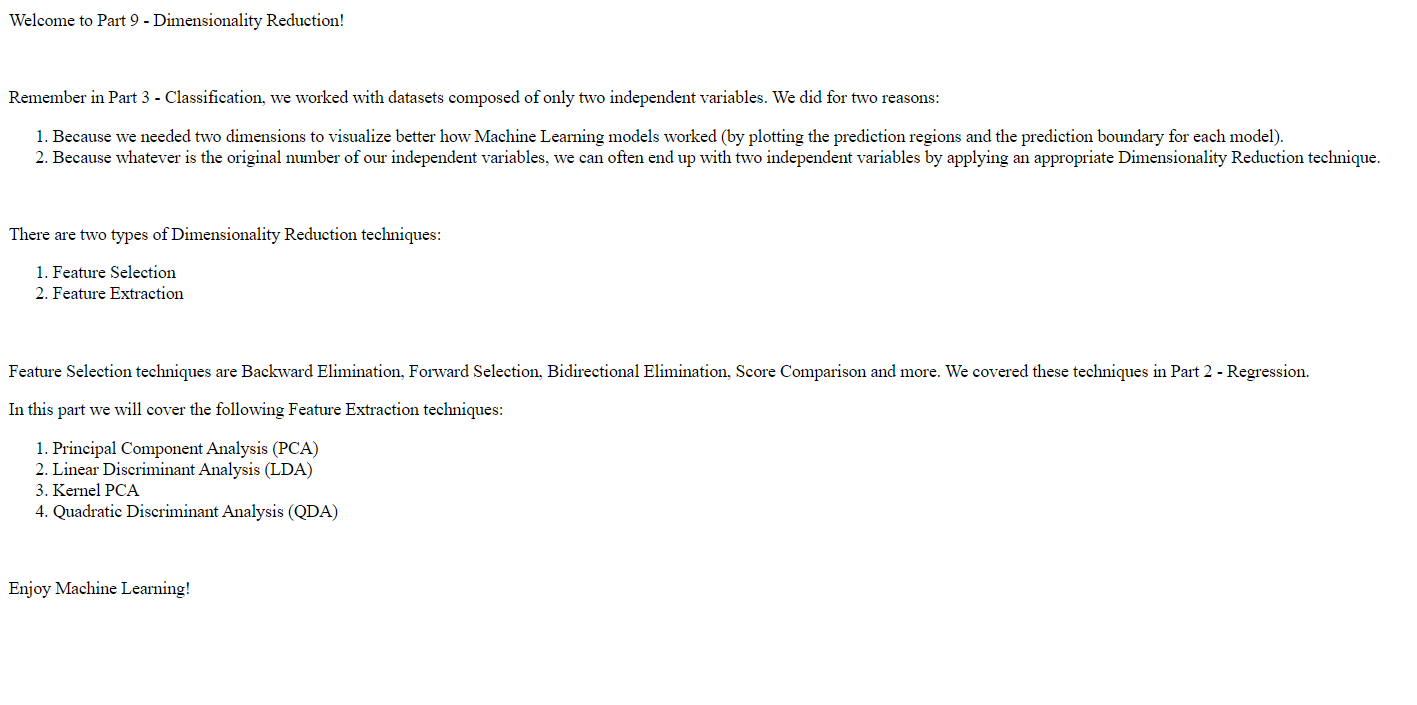 Welcome to Part 9 - Dimensionality Reduction!
Remember in Part 3 - Classification, we worked with datasets composed of only two independent variables. We did for two reasons:
1. Because we needed two dimensions to visualize better how Machine Learning models worked (by plotting the prediction regions and the prediction boundary for each model).
2. Because whatever is the original number of our independent variables, we can often end up with two independent variables by applying an appropriate Dimensionality Reduction technique.
There are two types of Dimensionality Reduction techniques:
1. Feature Selection
2. Feature Extraction
Feature Selection techniques are Backward Elimination, Forward Selection, Bidirectional Elimination, Score Comparison and more. We covered these techniques in Part 2 - Regression.
In this part we will cover the following Feature Extraction techniques:
1. Principal Component Analysis (PCA)
2. Linear Discriminant Analysis (LDA)
3. Kernel PCA
4. Quadratic Discriminant Analysis (QDA)
Enjoy Machine Learning!